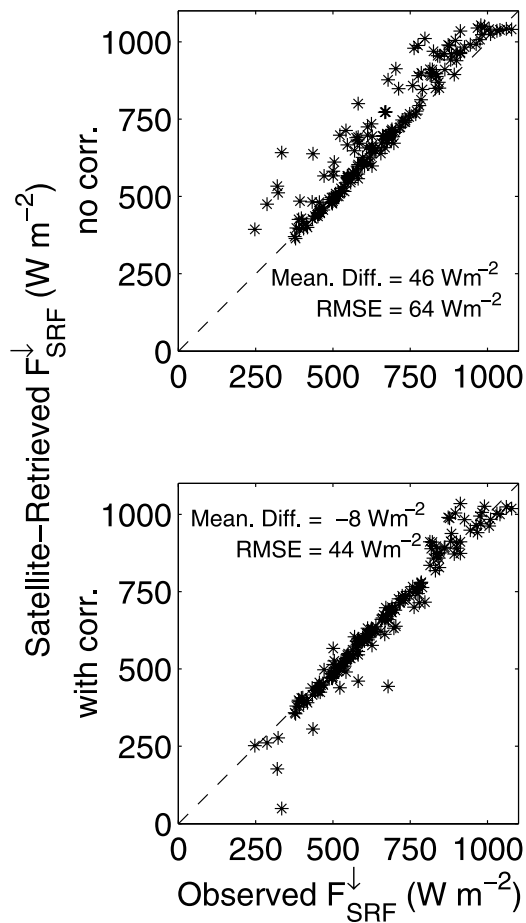 Satellite−Retrieved F↓SRF (W m−2)
no corr.
1000
750
500
250
0
Mean. Diff. = 46 Wm−2
RMSE = 64 Wm−2
0 250 500 750 1000
with corr.
1000
750
500
250
0
Mean. Diff. = −8 Wm−2
RMSE = 44 Wm−2
0 250 500 750 1000
Observed F↓SRF (W m−2)